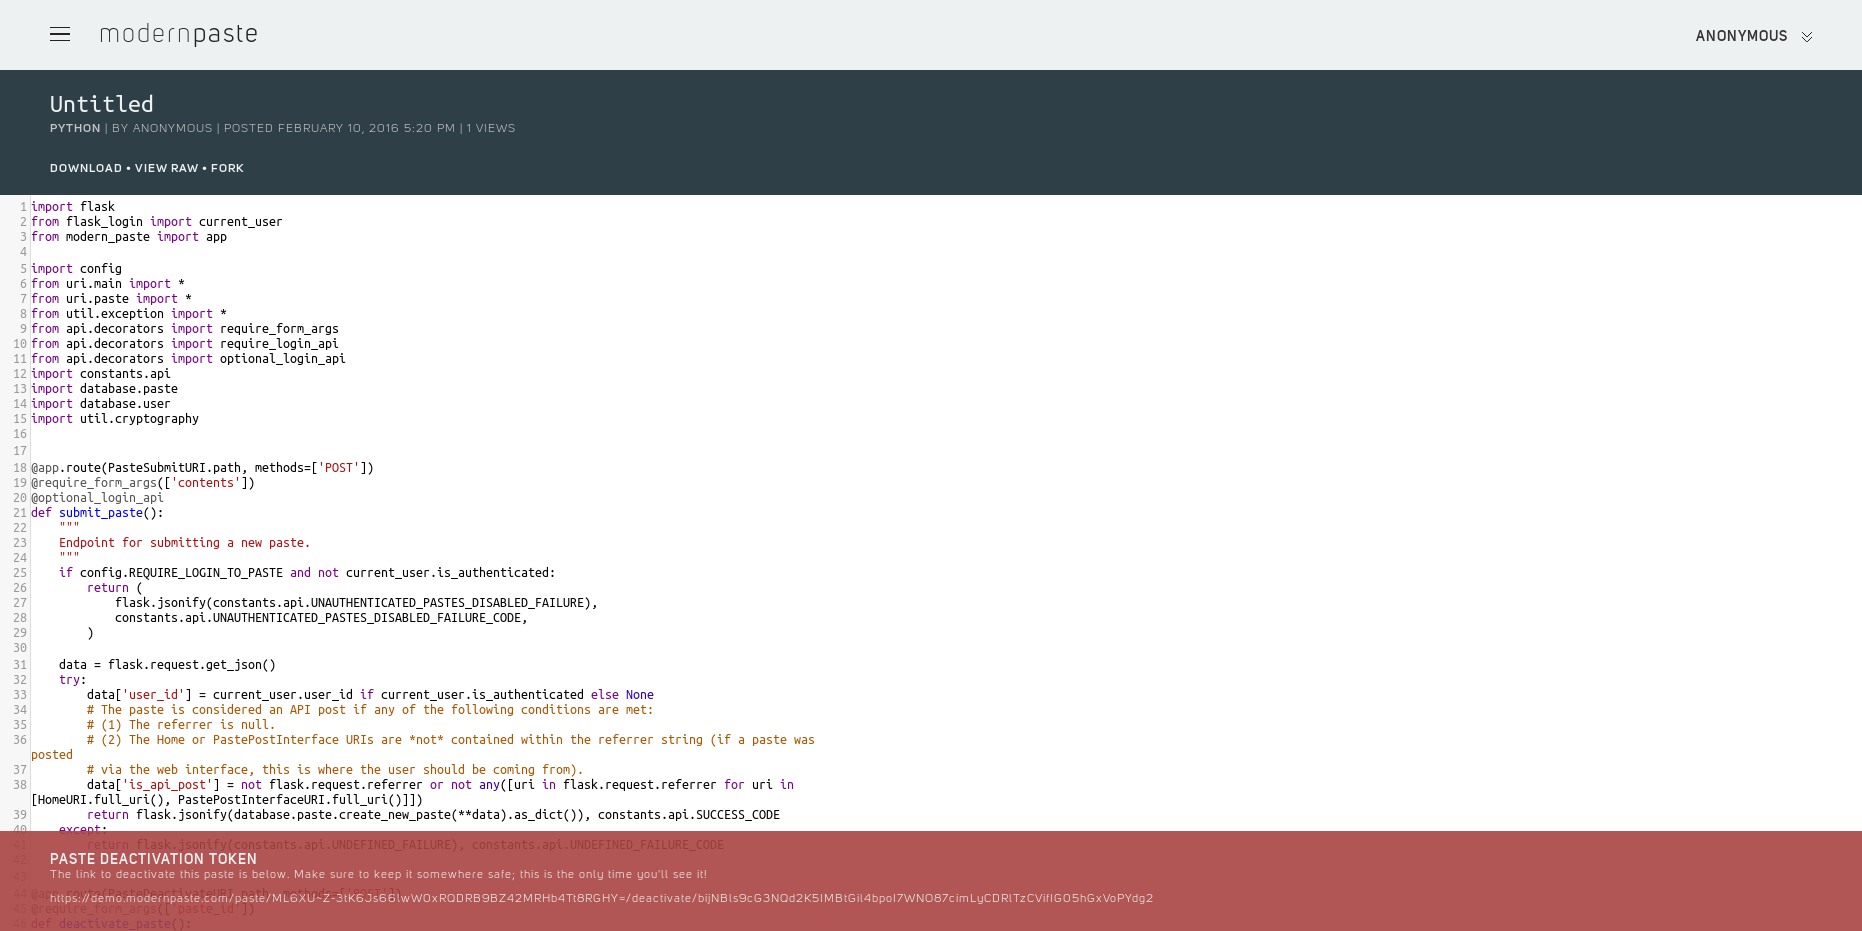 modernpaste
ANONYMOUS
Untitled
PYTHON | BY ANONYMOUS | POSTED FEBRUARY 10, 2016 5:20 PM | 1 VIEWS
DOWNLOAD • VIEW RAW • FORK
1 import flask
2 from flask_login import current_user
3 from modern_paste import app
4
5 import config
6 from uri.main import *
7 from uri.paste import *
8 from util.exception import *
9 from api.decorators import require_form_args
10 from api.decorators import require_login_api
11 from api.decorators import optional_login_api
12 import constants.api
13 import database.paste
14 import database.user
15 import util.cryptography
16
17
18 @app.route(PasteSubmitURI.path, methods=['POST'])
19 @require_form_args(['contents'])
20 @optional_login_api
21 def submit_paste():
22     """
23     Endpoint for submitting a new paste.
24     """
25     if config.REQUIRE_LOGIN_TO_PASTE and not current_user.is_authenticated:
26         return (
27             flask.jsonify(constants.api.UNAUTHENTICATED_PASTES_DISABLED_FAILURE),
28             constants.api.UNAUTHENTICATED_PASTES_DISABLED_FAILURE_CODE,
29         )
30
31     data = flask.request.get_json()
32     try:
33         data['user_id'] = current_user.user_id if current_user.is_authenticated else None
34         # The paste is considered an API post if any of the following conditions are met:
35         # (1) The referrer is null.
36         # (2) The Home or PastePostInterface URIs are *not* contained within the referrer string (if a paste was
posted
37         # via the web interface, this is where the user should be coming from).
38         data['is_api_post'] = not flask.request.referrer or not any([uri in flask.request.referrer for uri in
[HomeURI.full_uri(), PastePostInterfaceURI.full_uri()]])
39         return flask.jsonify(database.paste.create_new_paste(**data).as_dict()), constants.api.SUCCESS_CODE
40     except:
41         return flask.jsonify(constants.api.UNDEFINED_FAILURE), constants.api.UNDEFINED_FAILURE_CODE
42
PASTE DEACTIVATION TOKEN
The link to deactivate this paste is below. Make sure to keep it somewhere safe; this is the only time you'll see it!
43
44 @app.route(PasteDeactivateURI.path, methods=['POST'])
https://demo.modernpaste.com/paste/ML6XU~Z-3tK6Js66lwW0xRQDRB9BZ42MRHb4Tt8RGHY=/deactivate/bijNBls9cG3NQd2K5IMBtGil4bpoI7WNO87cimLyCDRlTzCVifIGO5hGxVoPYdg2
45 @require_form_args(['paste_id'])
46 def deactivate_paste():